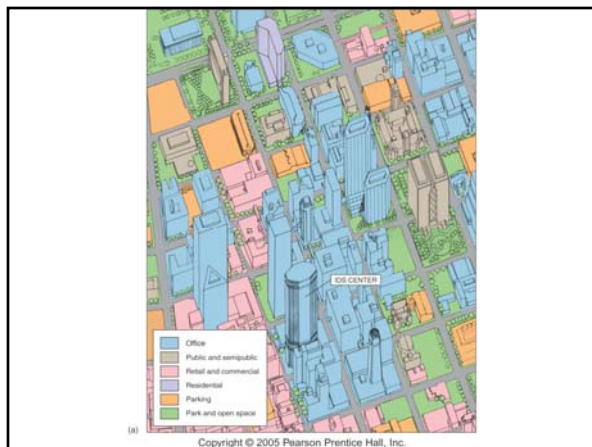 IDS CENTER
Office
Public and semipublic
Retail and commercial
Residential
Parking
Park and open space
(a)
Copyright © 2005 Pearson Prentice Hall, Inc.